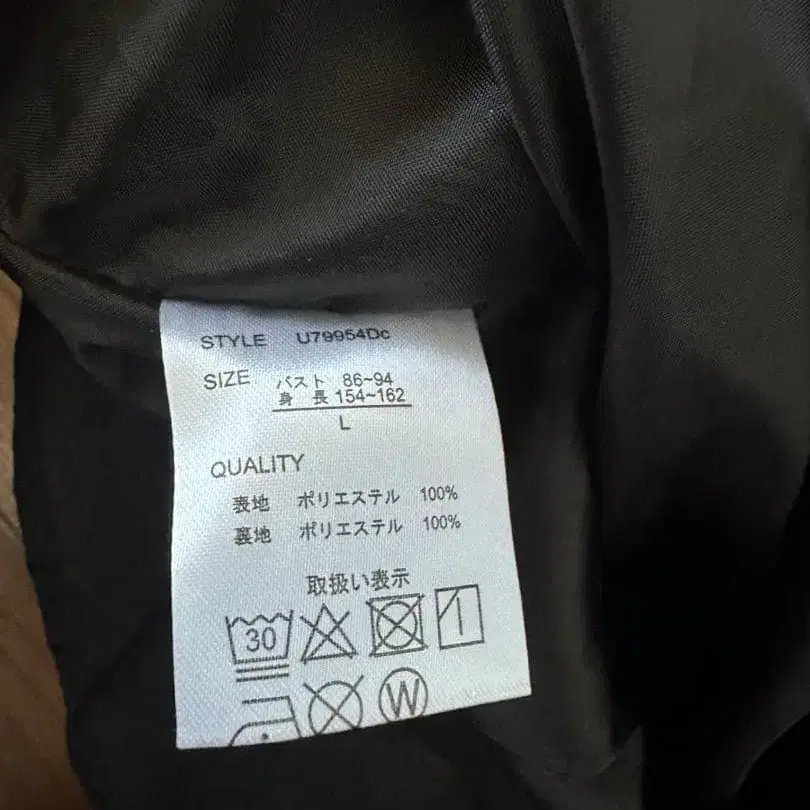 STYLE U79954Dc
SIZE バスト 86~94
身 長 154~162
L
QUALITY
表地 ポリエステル 100%
裏地 ポリエステル 100%
取扱い表示
30
W